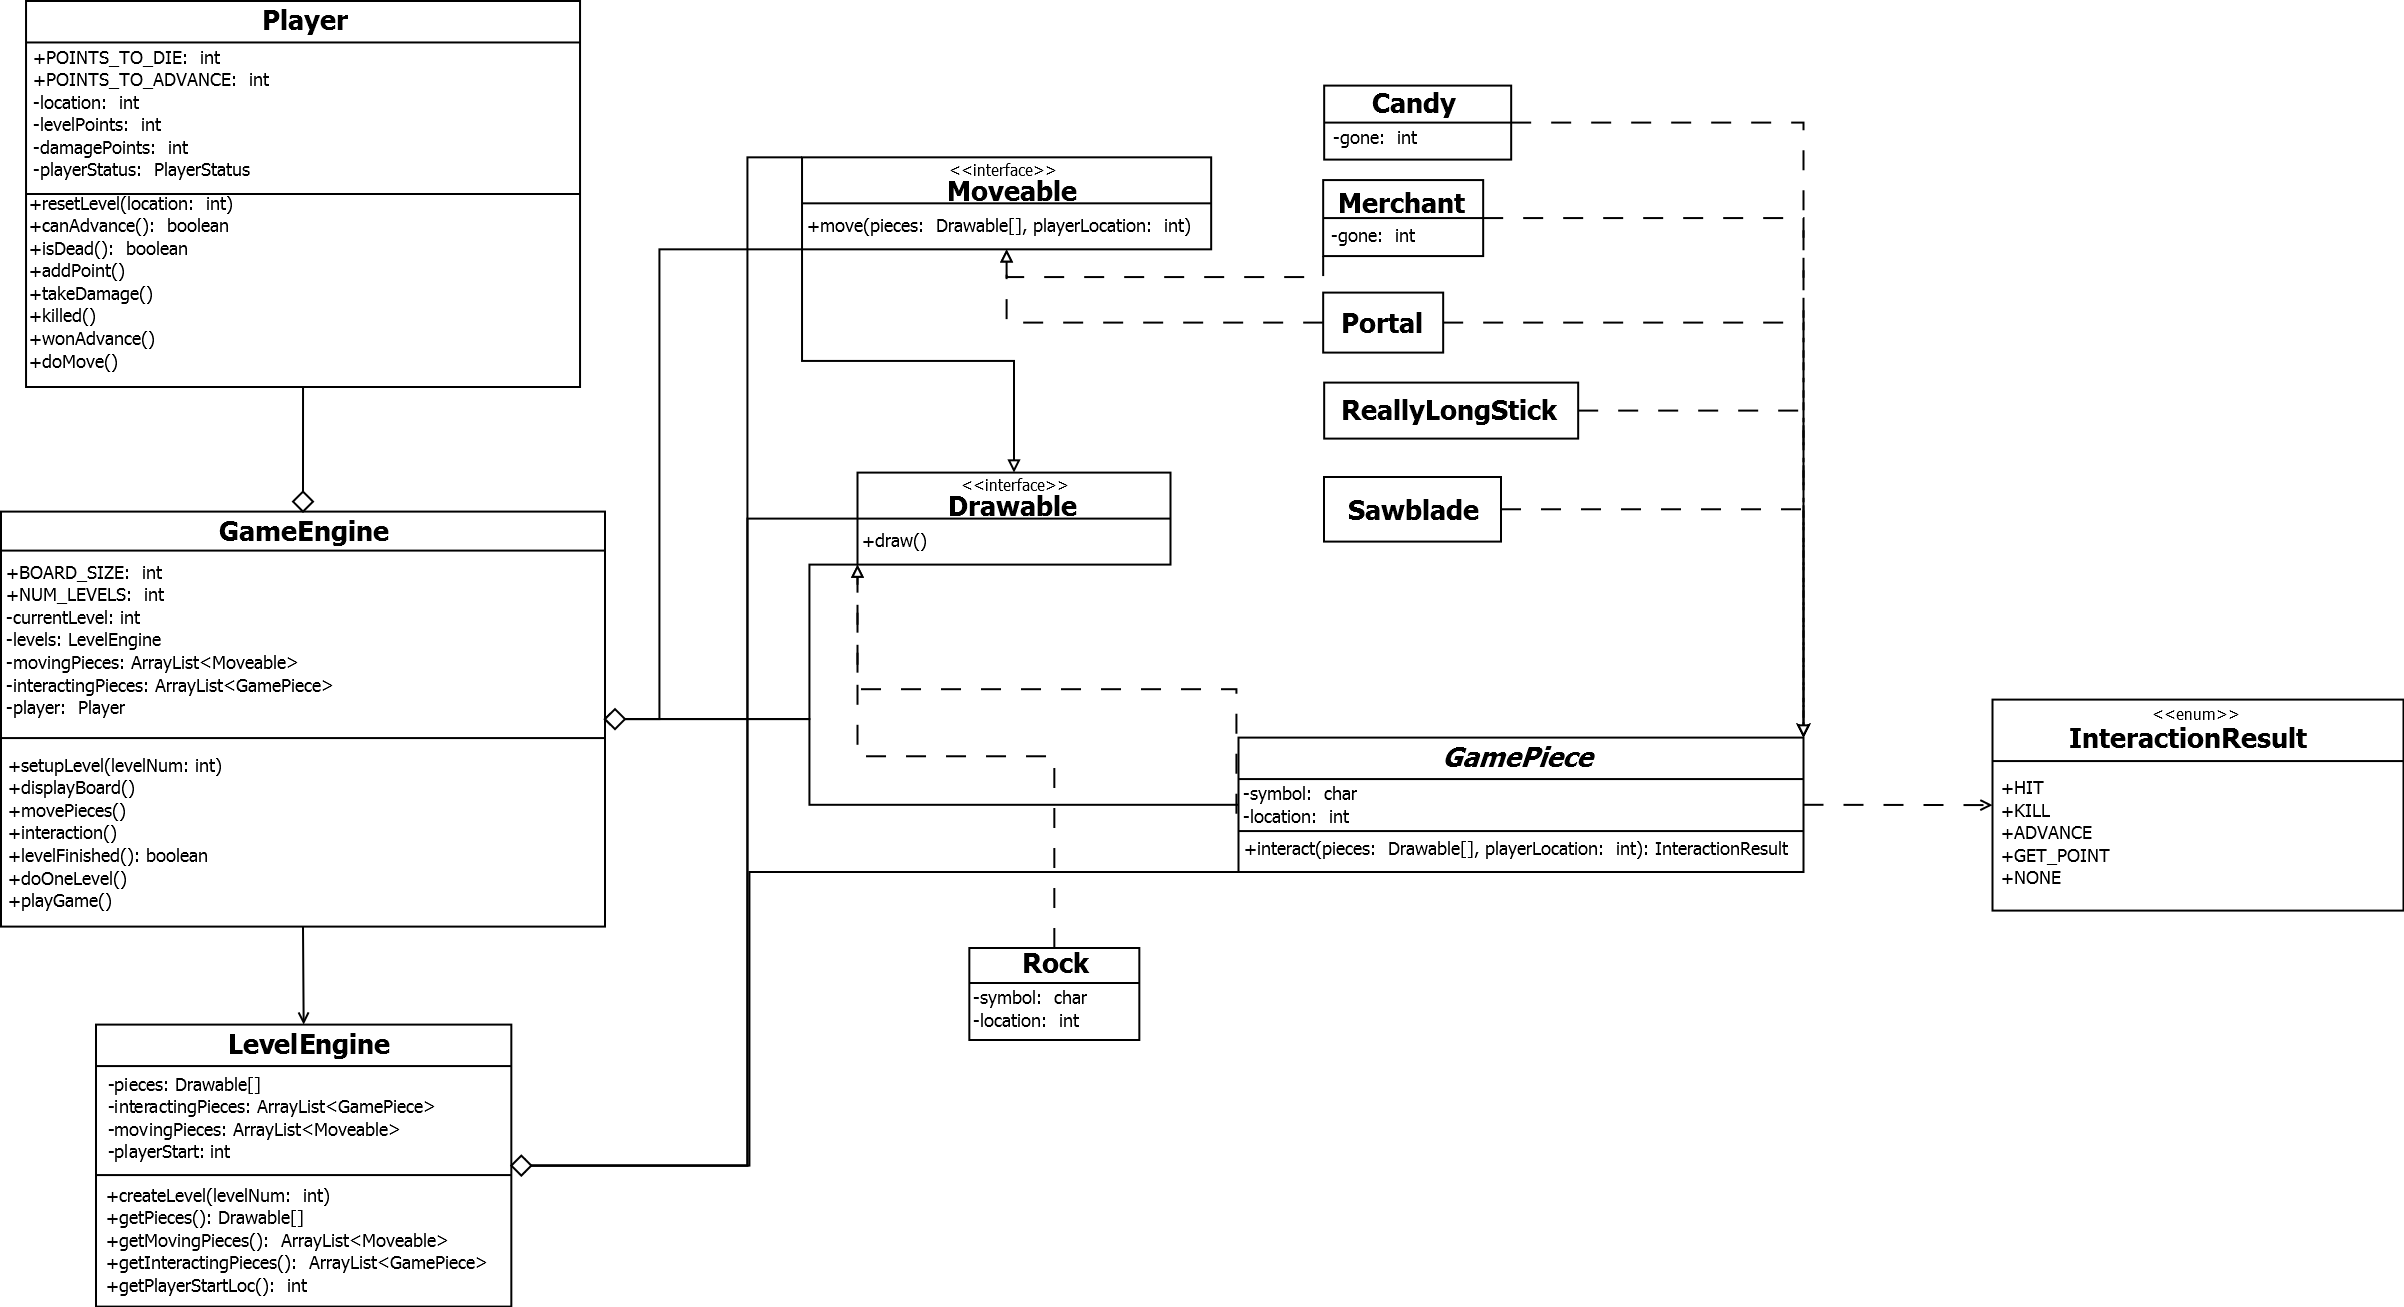 Player
+POINTS_TO_DIE: int
+POINTS_TO_ADVANCE: int
-location: int
-levelPoints: int
-damagePoints: int
-playerStatus: PlayerStatus
+resetLevel(location: int)
+canAdvance(): boolean
+isDead(): boolean
+addPoint()
+takeDamage()
+killed()
+wonAdvance()
+doMove()
GameEngine
+BOARD_SIZE: int
+NUM_LEVELS: int
-currentLevel: int
-levels: LevelEngine
-movingPieces: ArrayList<Moveable>
-interactingPieces: ArrayList<GamePiece>
-player: Player
+setupLevel(levelNum: int)
+displayBoard()
+movePieces()
+interaction()
+levelFinished(): boolean
+doOneLevel()
+playGame()
LevelEngine
-pieces: Drawable[]
-interactingPieces: ArrayList<GamePiece>
-movingPieces: ArrayList<Moveable>
-playerStart: int
+createLevel(levelNum: int)
+getPieces(): Drawable[]
+getMovingPieces(): ArrayList<Moveable>
+getInteractingPieces(): ArrayList<GamePiece>
+getPlayerStartLoc(): int
<<interface>>
Moveable
+move(pieces: Drawable[], playerLocation: int)
<<interface>>
Drawable
+draw()
Candy
-gone: int
Merchant
-gone: int
Portal
ReallyLongStick
Sawblade
GamePiece
-symbol: char
-location: int
+interact(pieces: Drawable[], playerLocation: int): InteractionResult
Rock
-symbol: char
-location: int
<<enum>>
InteractionResult
+HIT
+KILL
+ADVANCE
+GET_POINT
+NONE